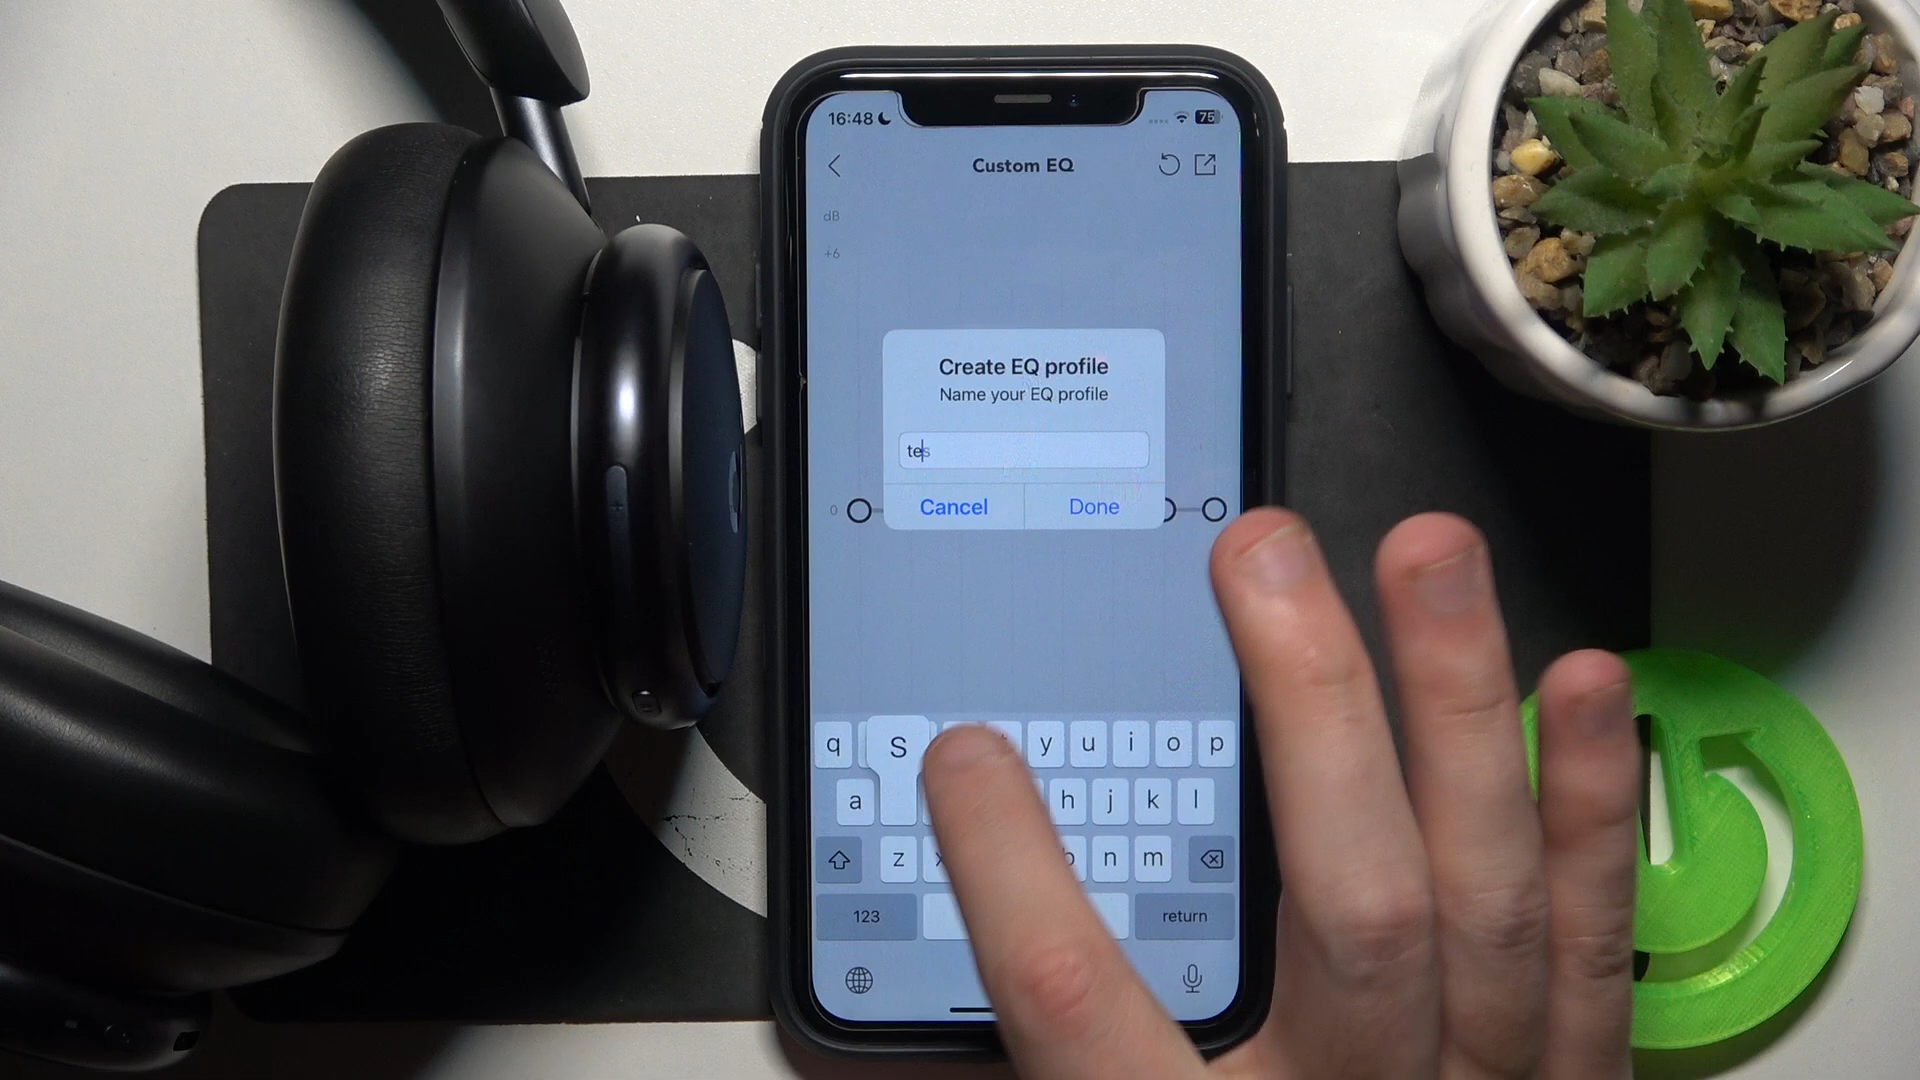 16:48
75
Custom EQ
dB
+6
Create EQ profile
Name your EQ profile
tes
0
Cancel
Done
q S y u i o p
a h j k l
z x b n m
123
return